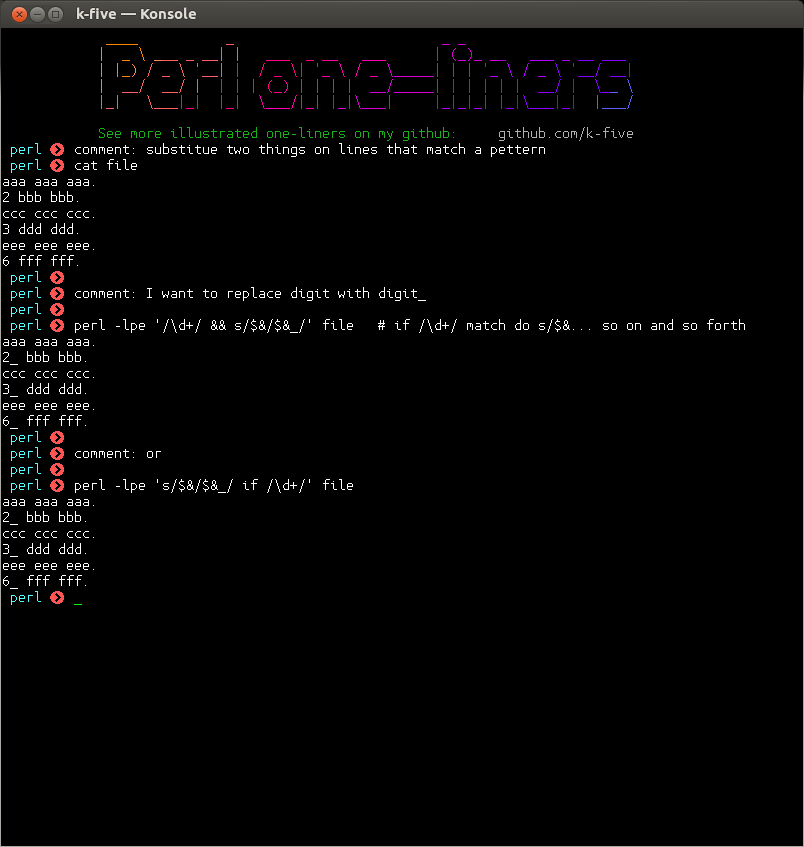 k-five — Konsole
Perl one-liners
See more illustrated one-liners on my github: github.com/k-five
perl comment: substitue two things on lines that match a pettern
perl cat file
aaa aaa aaa.
2 bbb bbb.
ccc ccc ccc.
3 ddd ddd.
eee eee eee.
6 fff fff.
perl
perl comment: I want to replace digit with digit_
perl
perl perl -lpe '/\d+/ && s/$&/$&_/' file # if /\d+/ match do s/$&... so on and so forth
aaa aaa aaa.
2_ bbb bbb.
ccc ccc ccc.
3_ ddd ddd.
eee eee eee.
6_ fff fff.
perl
perl comment: or
perl
perl perl -lpe 's/$&/$&_/ if /\d+/' file
aaa aaa aaa.
2_ bbb bbb.
ccc ccc ccc.
3_ ddd ddd.
eee eee eee.
6_ fff fff.
perl _